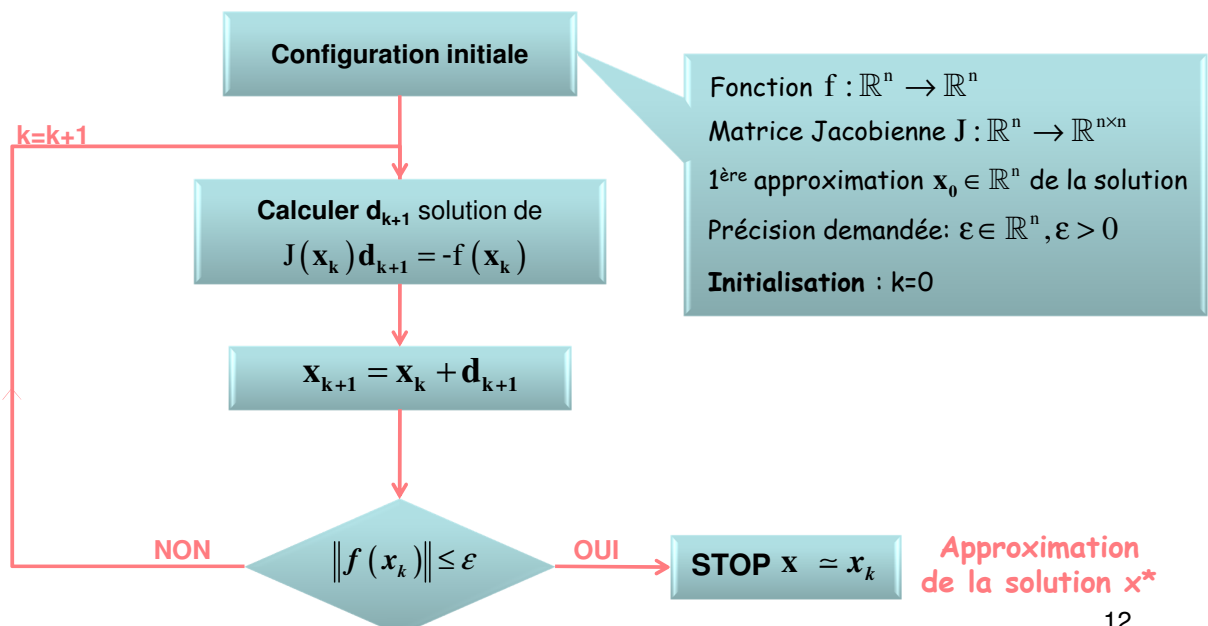 Configuration initiale
Fonction f : ℝⁿ → ℝⁿ
Matrice Jacobienne J : ℝⁿ → ℝⁿˣⁿ
1ère approximation x₀ ∈ ℝⁿ de la solution
Précision demandée: ε ∈ ℝⁿ, ε > 0
Initialisation : k=0
k=k+1
Calculer dₖ₊₁ solution de
J(xₖ)dₖ₊₁ = -f(xₖ)
xₖ₊₁ = xₖ + dₖ₊₁
NON
‖f(xₖ)‖ ≤ ε
OUI
STOP x ≃ xₖ
Approximation
de la solution x*
12